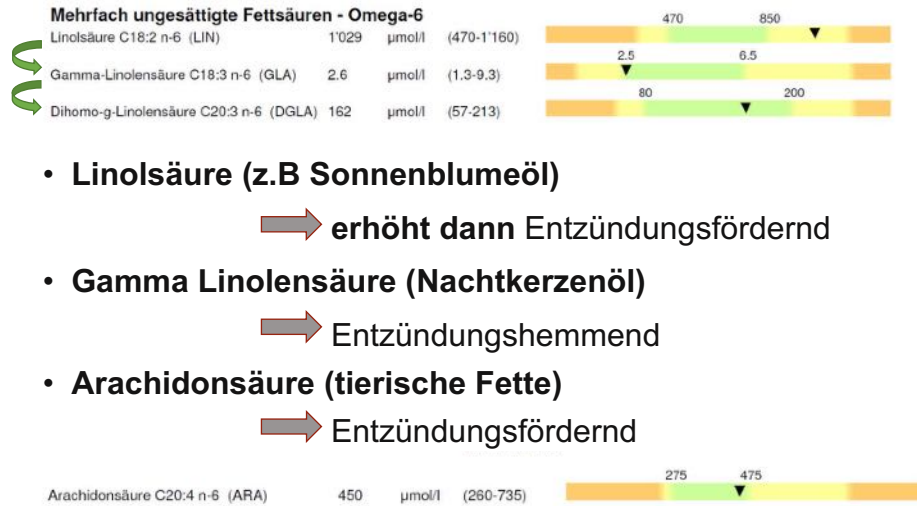 Mehrfach ungesättigte Fettsäuren - Omega-6
470 850
Linolsäure C18:2 n-6 (LIN) 1'029 µmol/l (470-1'160)
2.5 6.5
Gamma-Linolensäure C18:3 n-6 (GLA) 2.6 µmol/l (1.3-9.3)
80 200
Dihomo-g-Linolensäure C20:3 n-6 (DGLA) 162 µmol/l (57-213)
• Linolsäure (z.B Sonnenblumeöl)
erhöht dann Entzündungsfördernd
• Gamma Linolensäure (Nachtkerzenöl)
Entzündungshemmend
• Arachidonsäure (tierische Fette)
Entzündungsfördernd
275 475
Arachidonsäure C20:4 n-6 (ARA) 450 µmol/l (260-735)